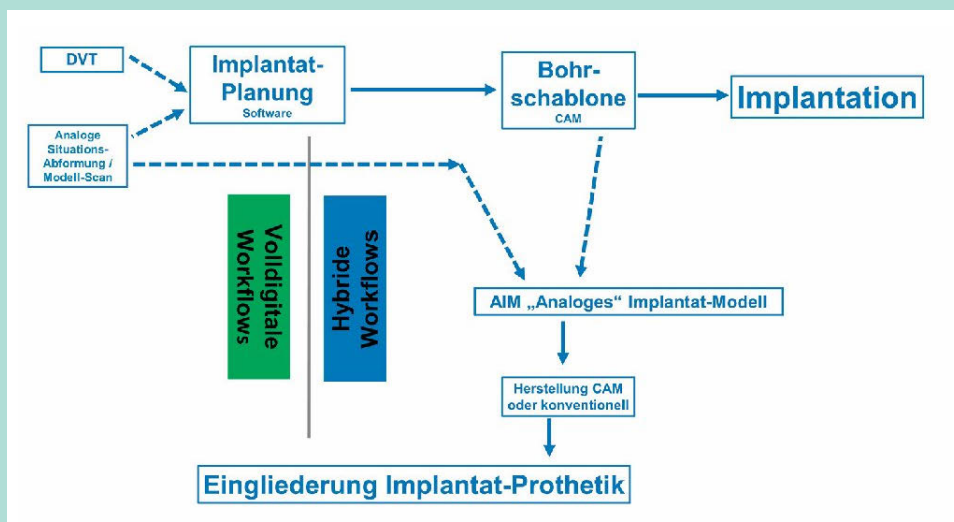 DVT
Implantat-
Planung
Software
Bohr-
schablone
CAM
Implantation
Analoge
Situations-
Abformung /
Modell-Scan
Volldigitale
Workflows
Hybride
Workflows
AIM „Analoges“ Implantat-Modell
Herstellung CAM
oder konventionell
Eingliederung Implantat-Prothetik